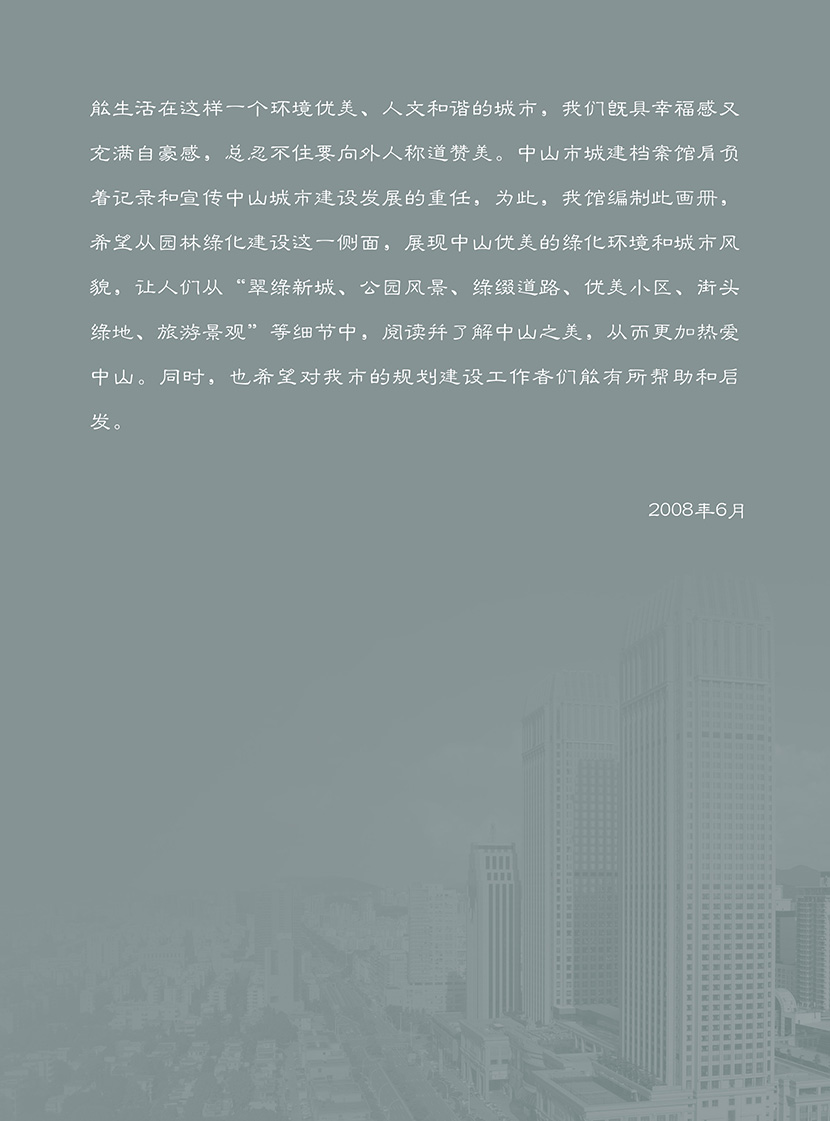 能生活在这样一个环境优美、人文和谐的城市，我们既具幸福感又
充满自豪感，总忍不住要向外人称道赞美。中山市城建档案馆肩负
着记录和宣传中山城市建设发展的重任，为此，我馆编制此画册，
希望从园林绿化建设这一侧面，展现中山优美的绿化环境和城市风
貌，让人们从“翠绿新城、公园风景、绿缀道路、优美小区、街头
绿地、旅游景观”等细节中，阅读并了解中山之美，从而更加热爱
中山。同时，也希望对我市的规划建设工作者们能有所帮助和启
发。
2008年6月